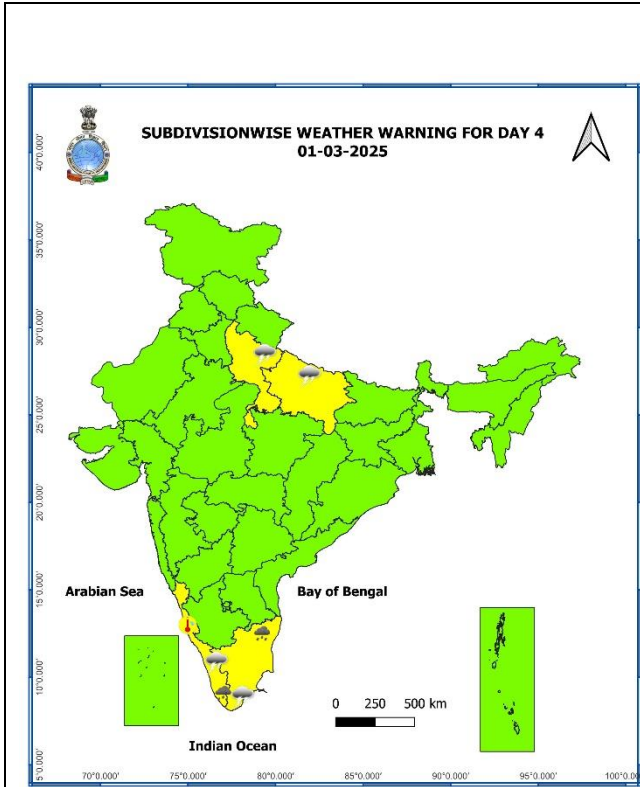 SUBDIVISIONWISE WEATHER WARNING FOR DAY 4
01-03-2025
40°0.000'
35°0.000'
30°0.000'
25°0.000'
20°0.000'
15°0.000'
10°0.000'
5°0.000'
Arabian Sea
Bay of Bengal
0 250 500 km
Indian Ocean
70°0.000' 75°0.000' 80°0.000' 85°0.000' 90°0.000' 95°0.000' 100°0.00